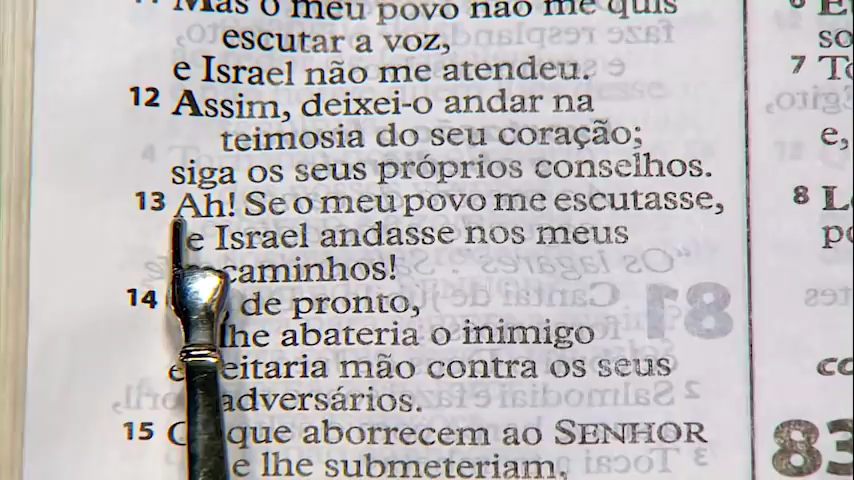 11 Mas o meu povo não me quis
escutar a voz,
e Israel não me atendeu.
12 Assim, deixei-o andar na
teimosia do seu coração;
siga os seus próprios conselhos.
13 Ah! Se o meu povo me escutasse,
e Israel andasse nos meus
caminhos!
14 de pronto,
lhe abateria o inimigo
contra os seus
mão
adversários.
15 que aborrecem ao SENHOR
e lhe submeteriam,
6
so
7
e,
8
83